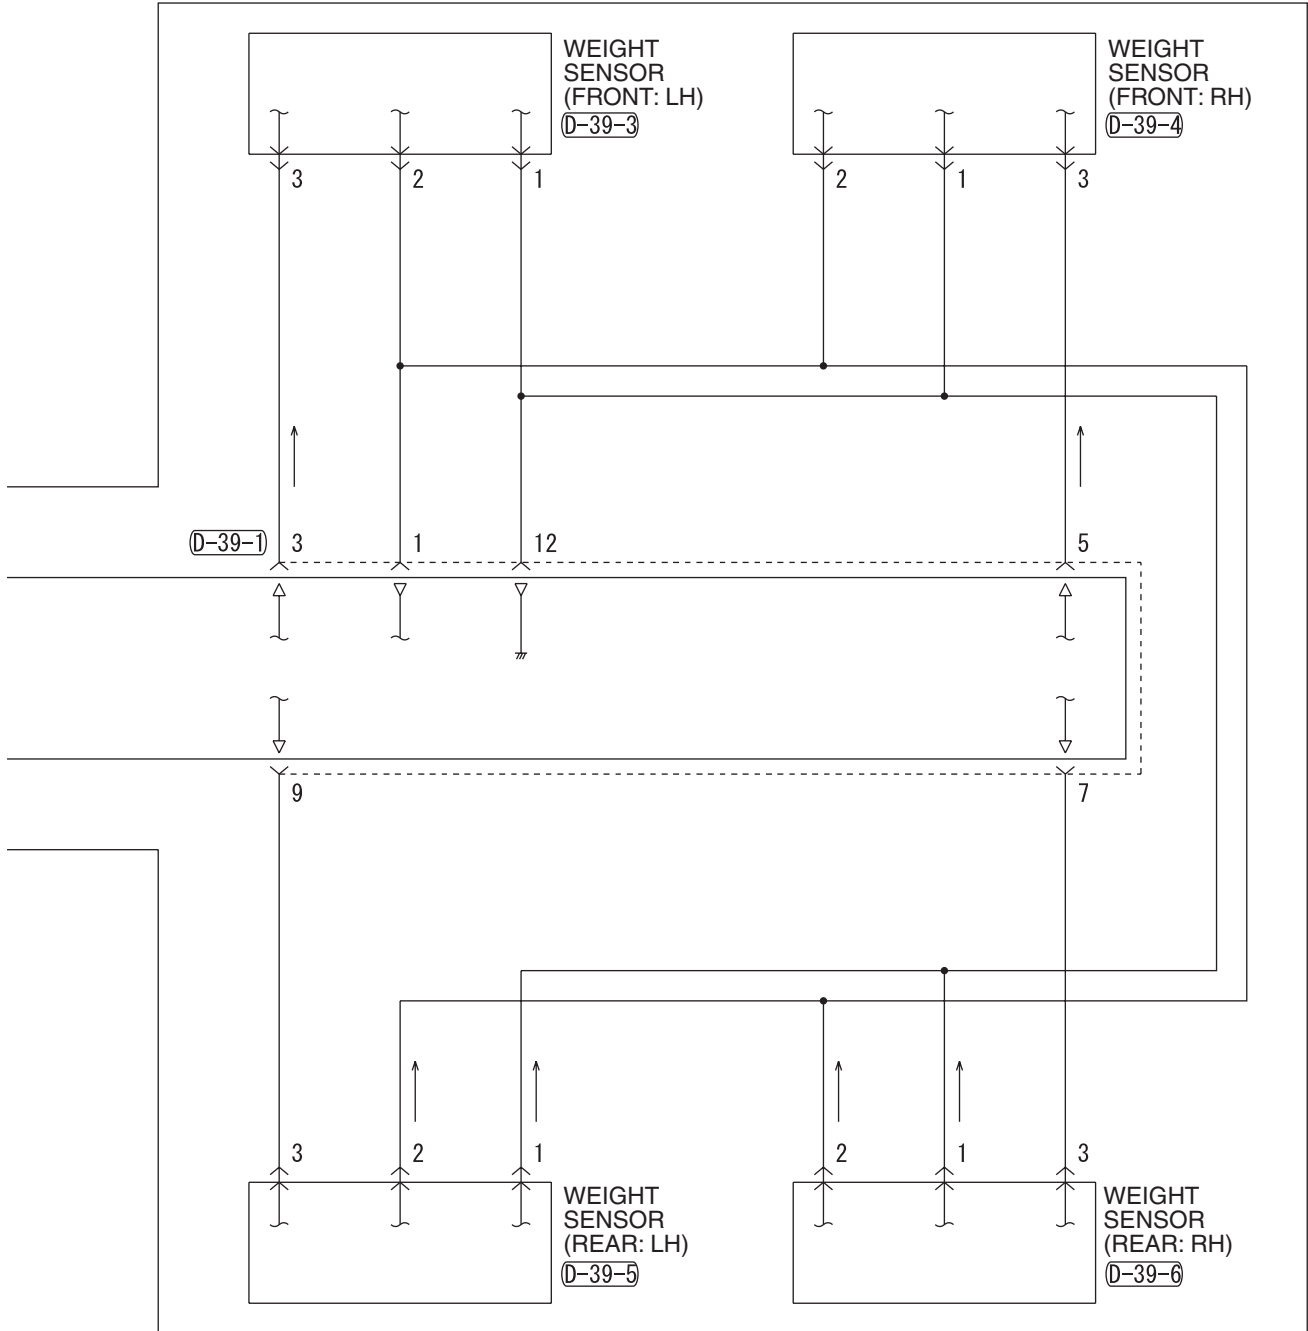 WEIGHT
SENSOR
(FRONT: LH)
D-39-3
WEIGHT
SENSOR
(FRONT: RH)
D-39-4
3 2 1 2 1 3
D-39-1 3 1 12 5
9 7
3 2 1 2 1 3
WEIGHT
SENSOR
(REAR: LH)
D-39-5
WEIGHT
SENSOR
(REAR: RH)
D-39-6